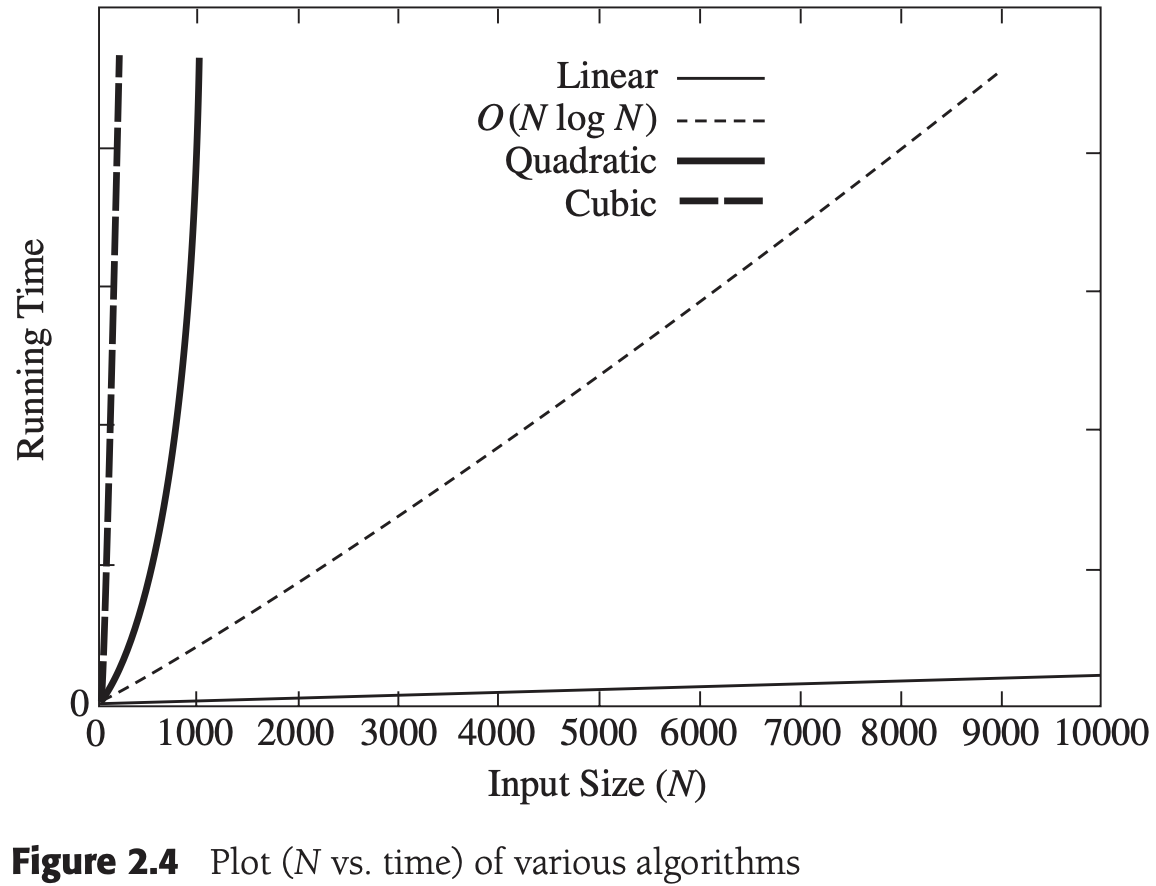 Linear
O(N log N)
Quadratic
Cubic
Running Time
0
0 1000 2000 3000 4000 5000 6000 7000 8000 9000 10000
Input Size (N)
Figure 2.4 Plot (N vs. time) of various algorithms